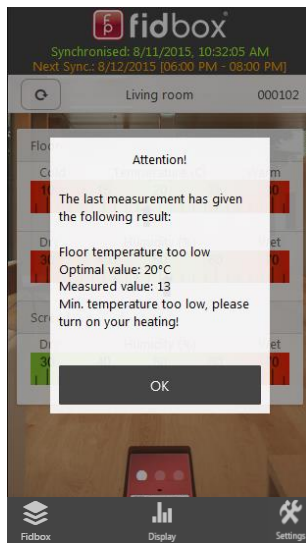 fidbox
Synchronised: 8/11/2015, 10:32:05 AM
Next Sync.: 8/12/2015 [06:00 PM - 08:00 PM]
Living room 000102
Attention!
The last measurement has given
the following result:
Floor temperature too low
Optimal value: 20°C
Measured value: 13
Min. temperature too low, please
turn on your heating!
OK
Fidbox Display Settings